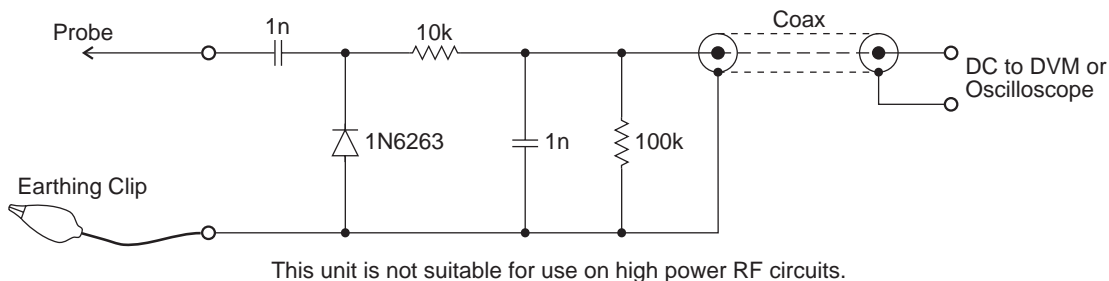 Probe
1n
10k
Coax
DC to DVM or
Oscilloscope
1N6263
1n
100k
Earthing Clip
This unit is not suitable for use on high power RF circuits.